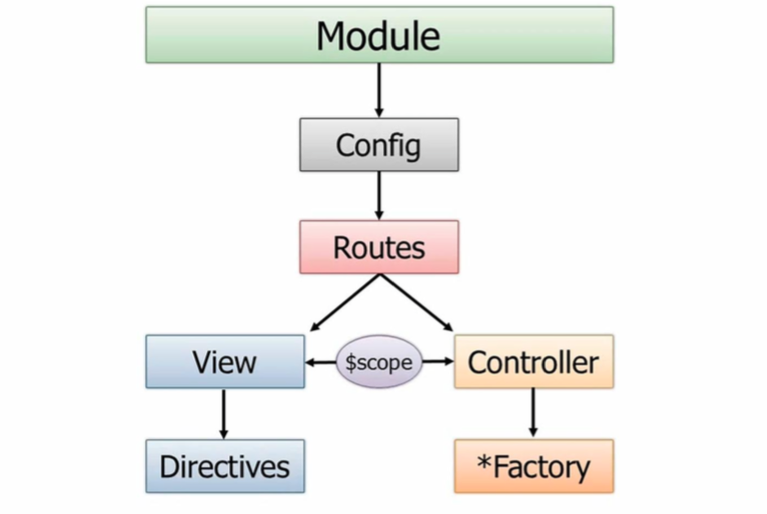 Module
Config
Routes
View
$scope
Controller
Directives
*Factory